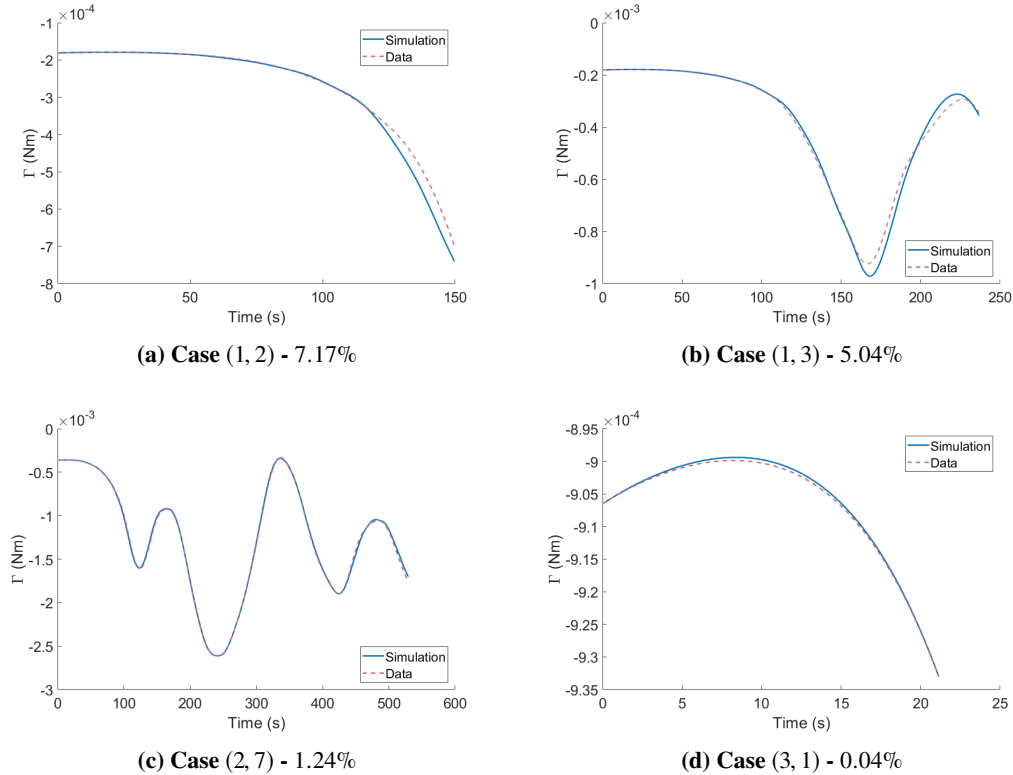 ×10⁻⁴
-1
-2
-3
-4
-5
-6
-7
-8
Γ (Nm)
0 50 100 150
Time (s)
Simulation
Data
(a) Case (1, 2) - 7.17%
×10⁻³
0
-0.2
-0.4
-0.6
-0.8
-1
Γ (Nm)
0 50 100 150 200 250
Time (s)
Simulation
Data
(b) Case (1, 3) - 5.04%
×10⁻³
0
-0.5
-1
-1.5
-2
-2.5
-3
Γ (Nm)
0 100 200 300 400 500 600
Time (s)
Simulation
Data
(c) Case (2, 7) - 1.24%
×10⁻⁴
-8.95
-9
-9.05
-9.1
-9.15
-9.2
-9.25
-9.3
-9.35
Γ (Nm)
0 5 10 15 20 25
Time (s)
Simulation
Data
(d) Case (3, 1) - 0.04%